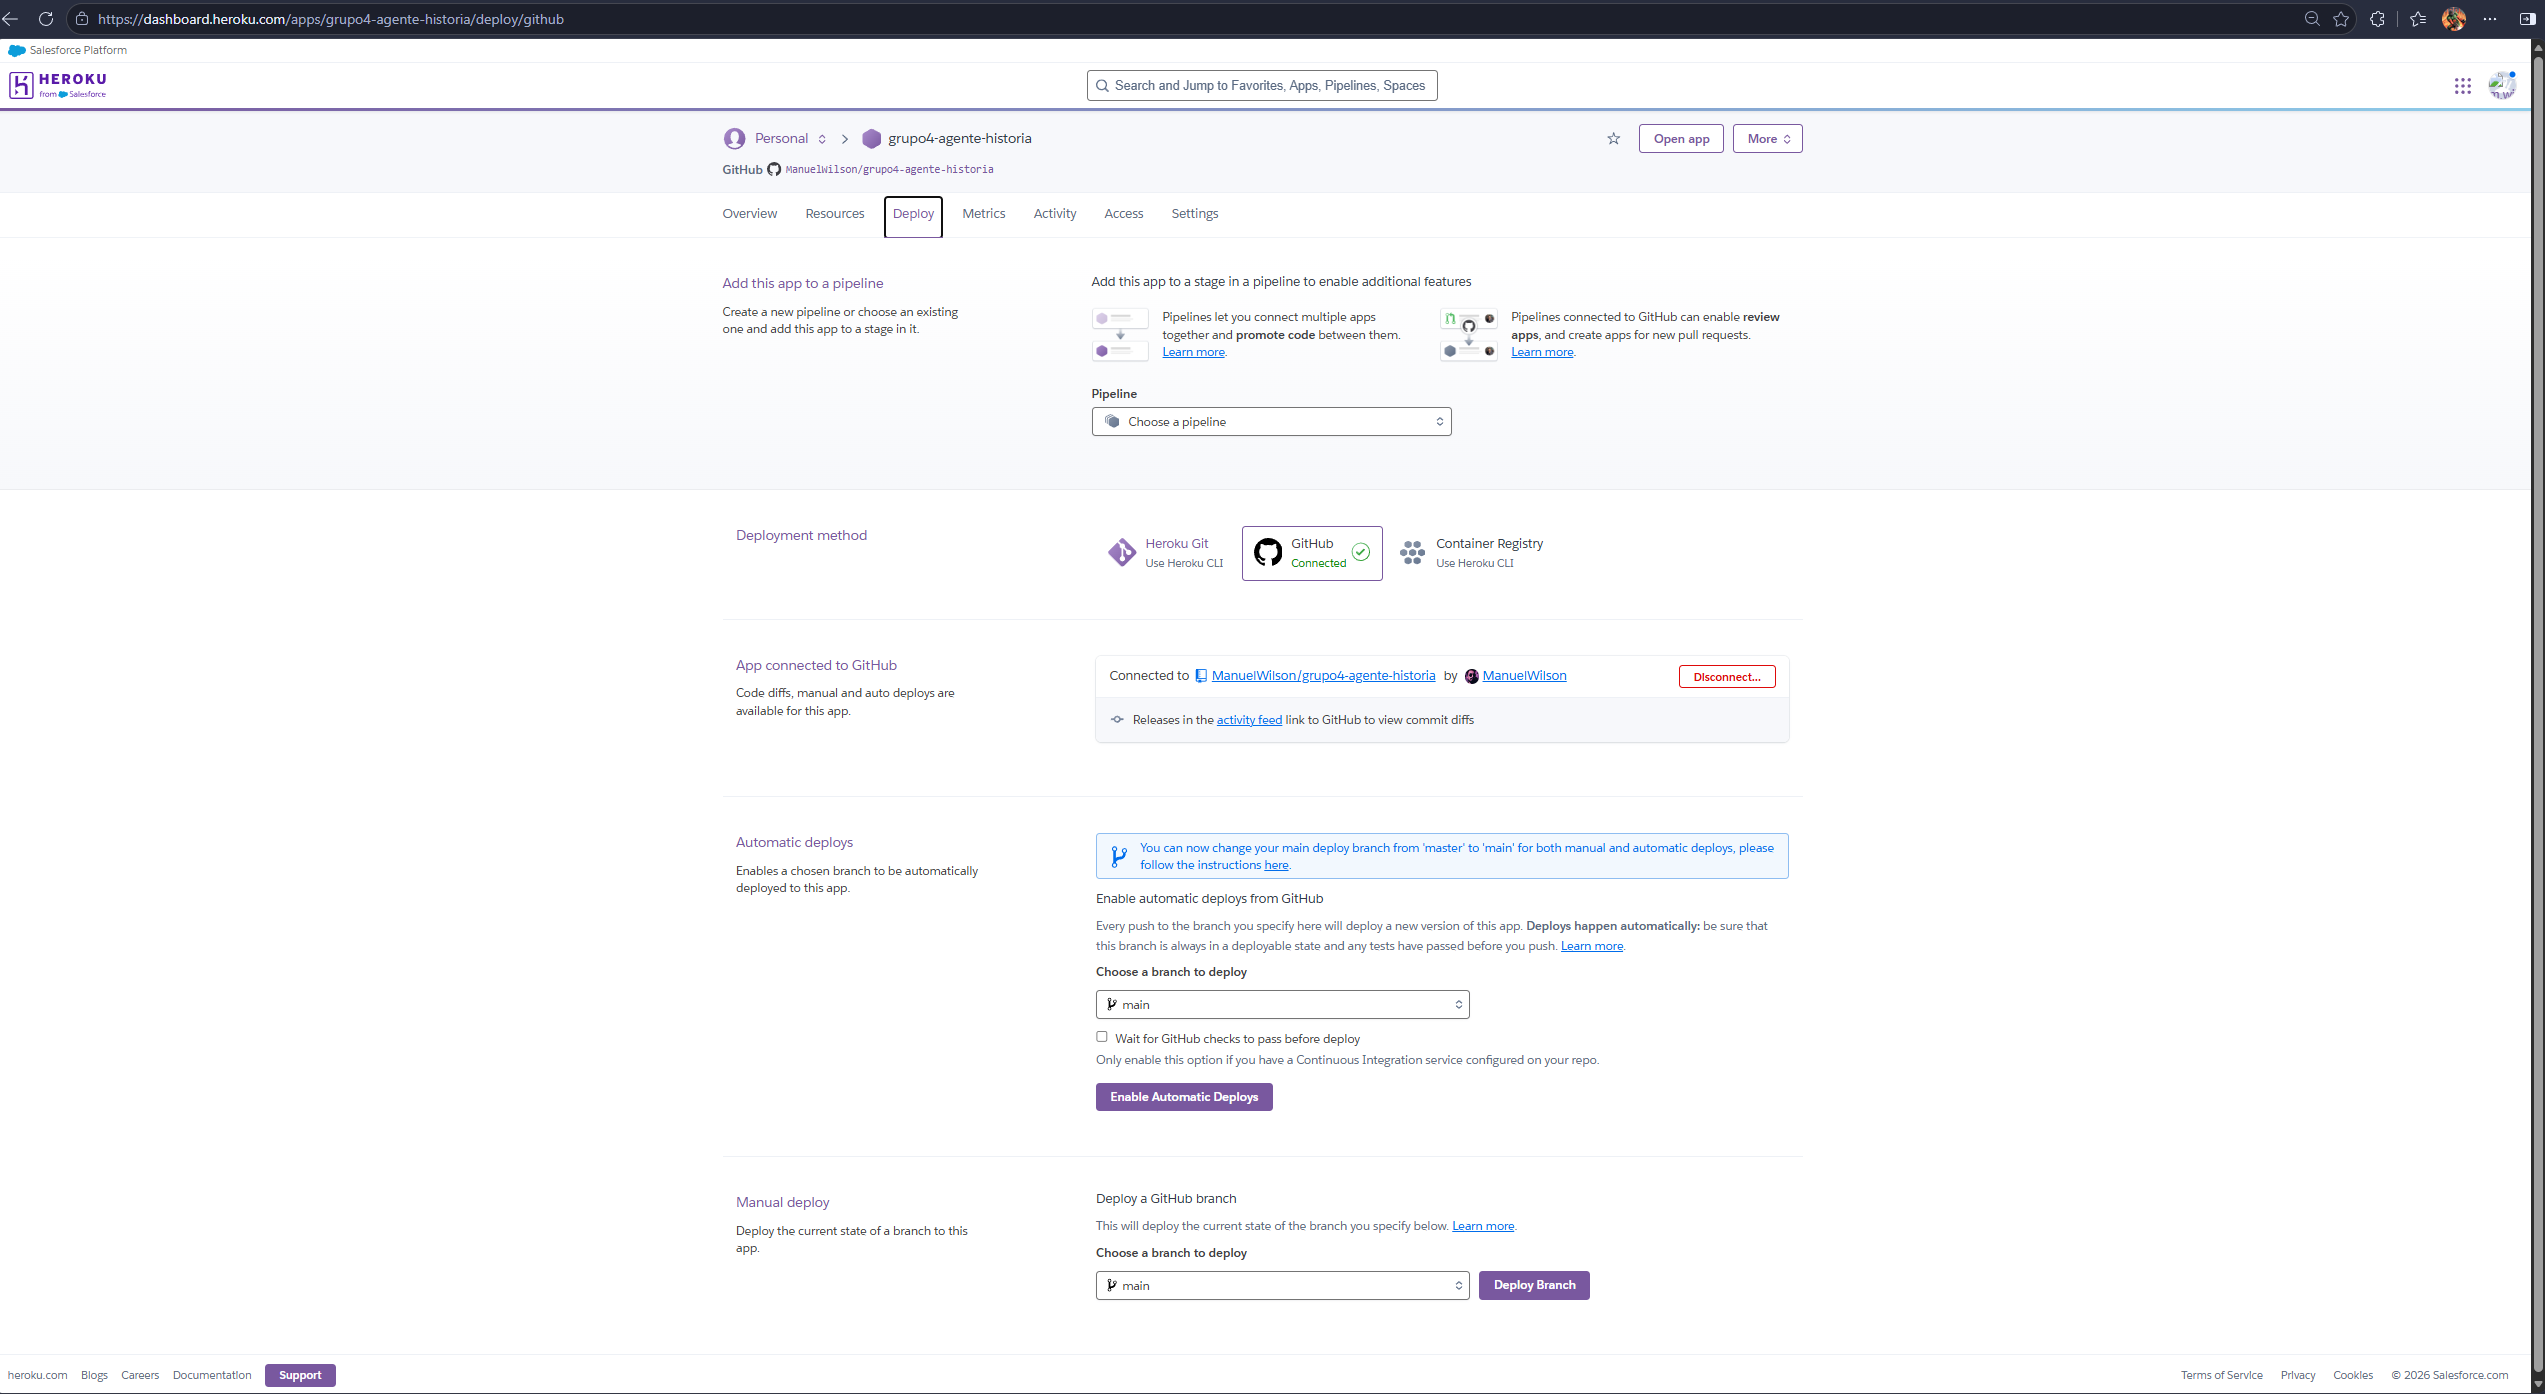 https://dashboard.heroku.com/apps/grupo4-agente-historia/deploy/github
Salesforce Platform
HEROKU
from Salesforce
Search and Jump to Favorites, Apps, Pipelines, Spaces
Personal
grupo4-agente-historia
Open app
More
GitHub ManuelWilson/grupo4-agente-historia
Overview
Resources
Deploy
Metrics
Activity
Access
Settings
Add this app to a pipeline
Create a new pipeline or choose an existing
one and add this app to a stage in it.
Add this app to a stage in a pipeline to enable additional features
Pipelines let you connect multiple apps
together and promote code between them.
Learn more.
Pipelines connected to GitHub can enable review
apps, and create apps for new pull requests.
Learn more.
Pipeline
Choose a pipeline
Deployment method
Heroku Git
Use Heroku CLI
GitHub
Connected
Container Registry
Use Heroku CLI
App connected to GitHub
Code diffs, manual and auto deploys are
available for this app.
Connected to ManuelWilson/grupo4-agente-historia by ManuelWilson
Disconnect...
Releases in the activity feed link to GitHub to view commit diffs
Automatic deploys
Enables a chosen branch to be automatically
deployed to this app.
You can now change your main deploy branch from 'master' to 'main' for both manual and automatic deploys, please
follow the instructions here.
Enable automatic deploys from GitHub
Every push to the branch you specify here will deploy a new version of this app. Deploys happen automatically: be sure that
this branch is always in a deployable state and any tests have passed before you push. Learn more.
Choose a branch to deploy
main
Wait for GitHub checks to pass before deploy
Only enable this option if you have a Continuous Integration service configured on your repo.
Enable Automatic Deploys
Manual deploy
Deploy the current state of a branch to this
app.
Deploy a GitHub branch
This will deploy the current state of the branch you specify below. Learn more.
Choose a branch to deploy
main
Deploy Branch
heroku.com
Blogs
Careers
Documentation
Support
Terms of Service
Privacy
Cookies
© 2026 Salesforce.com